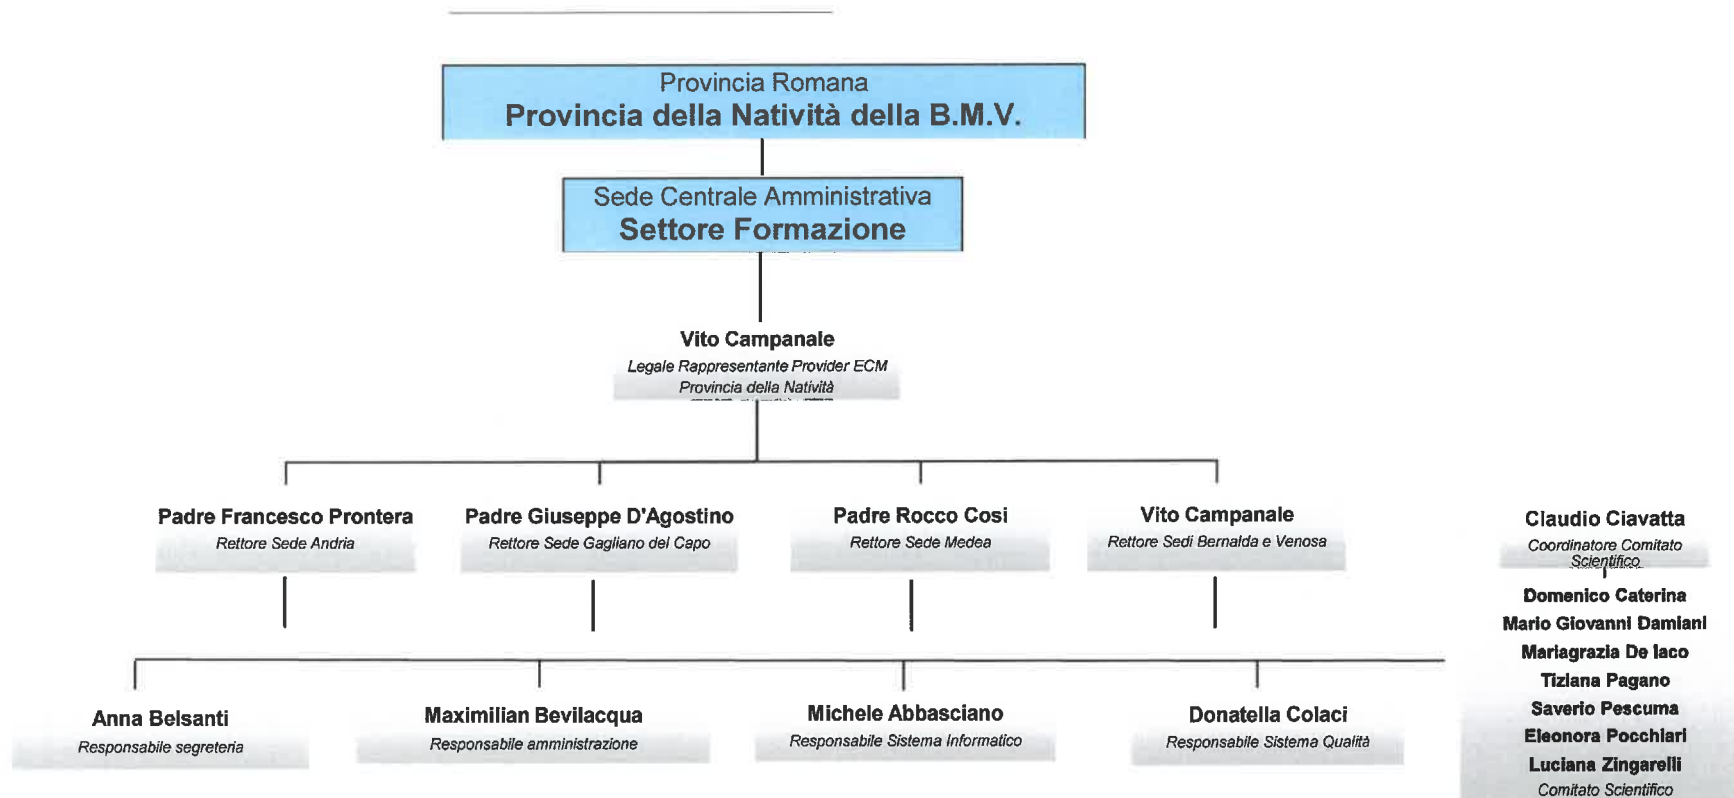 Provincia Romana
Provincia della Natività della B.M.V.
Sede Centrale Amministrativa
Settore Formazione
Vito Campanale
Legale Rappresentante Provider ECM
Provincia della Natività
Padre Francesco Prontera
Rettore Sede Andria
Padre Giuseppe D'Agostino
Rettore Sede Gagliano del Capo
Padre Rocco Cosi
Rettore Sede Medea
Vito Campanale
Rettore Sedi Bernalda e Venosa
Claudio Ciavatta
Coordinatore Comitato
Scientifico
Domenico Caterina
Mario Giovanni Damiani
Mariagrazia De Iaco
Tiziana Pagano
Saverio Pescuma
Eleonora Pocchiari
Luciana Zingarelli
Comitato Scientifico
Anna Belsanti
Responsabile segreteria
Maximilian Bevilacqua
Responsabile amministrazione
Michele Abbasciano
Responsabile Sistema Informatico
Donatella Colaci
Responsabile Sistema Qualità